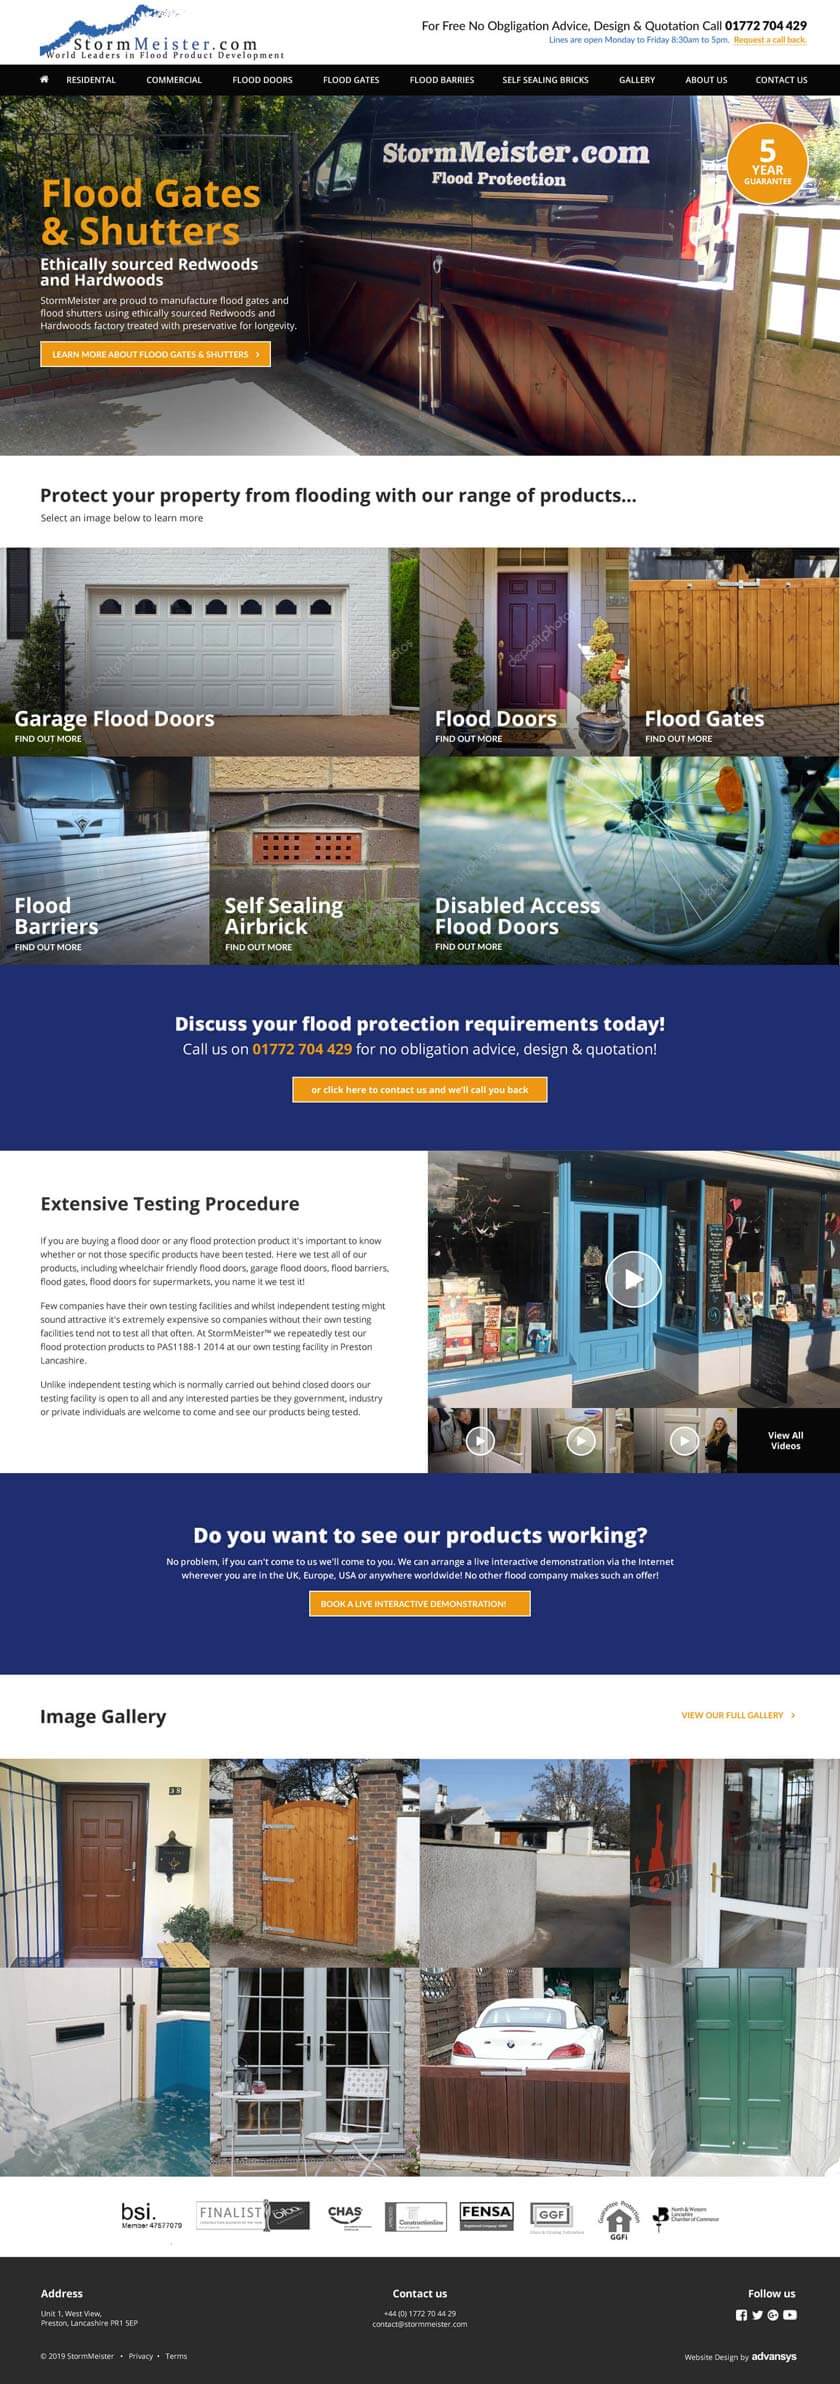 StormMeister.com
World Leaders in Flood Product Development
For Free No Obgligation Advice, Design & Quotation Call 01772 704 429
Lines are open Monday to Friday 8:30am to 5pm. Request a call back.
RESIDENTAL COMMERCIAL FLOOD DOORS FLOOD GATES FLOOD BARRIES SELF SEALING BRICKS GALLERY ABOUT US CONTACT US
StormMeister.com
Flood Protection
5
YEAR
GUARANTEE
Flood Gates
& Shutters
Ethically sourced Redwoods
and Hardwoods
StormMeister are proud to manufacture flood gates and
flood shutters using ethically sourced Redwoods and
Hardwoods factory treated with preservative for longevity.
LEARN MORE ABOUT FLOOD GATES & SHUTTERS >
Protect your property from flooding with our range of products...
Select an image below to learn more
depositphotos
depositphotos
depositphotos
Garage Flood Doors
FIND OUT MORE
Flood Doors
FIND OUT MORE
Flood Gates
FIND OUT MORE
Flood
Barriers
FIND OUT MORE
Self Sealing
Airbrick
FIND OUT MORE
Disabled Access
Flood Doors
FIND OUT MORE
Discuss your flood protection requirements today!
Call us on 01772 704 429 for no obligation advice, design & quotation!
or click here to contact us and we'll call you back
Extensive Testing Procedure
If you are buying a flood door or any flood protection product it's important to know
whether or not those specific products have been tested. Here we test all of our
products, including wheelchair friendly flood doors, garage flood doors, flood barriers,
flood gates, flood doors for supermarkets, you name it we test it!
Few companies have their own testing facilities and whilst independent testing might
sound attractive it's extremely expensive so companies without their own testing
facilities tend not to test all that often. At StormMeister™ we repeatedly test our
flood protection products to PAS1188-1 2014 at our own testing facility in Preston
Lancashire.
Unlike independent testing which is normally carried out behind closed doors our
testing facility is open to all and any interested parties be they government, industry
or private individuals are welcome to come and see our products being tested.
View All
Videos
Do you want to see our products working?
No problem, if you can't come to us we'll come to you. We can arrange a live interactive demonstration via the Internet
wherever you are in the UK, Europe, USA or anywhere worldwide! No other flood company makes such an offer!
BOOK A LIVE INTERACTIVE DEMONSTRATION!
Image Gallery
VIEW OUR FULL GALLERY >
2014
bsi.
Member 47577079
FINALIST
CHAS
Constructionline
FENSA
GGF
Guarantee Protection
GGFi
North & Western
Lancashire
Chamber of Commerce
Address
Unit 1, West View,
Preston, Lancashire PR1 5EP
Contact us
+44 (0) 1772 70 44 29
contact@stormmeister.com
Follow us
© 2019 StormMeister • Privacy • Terms
Website Design by advansys